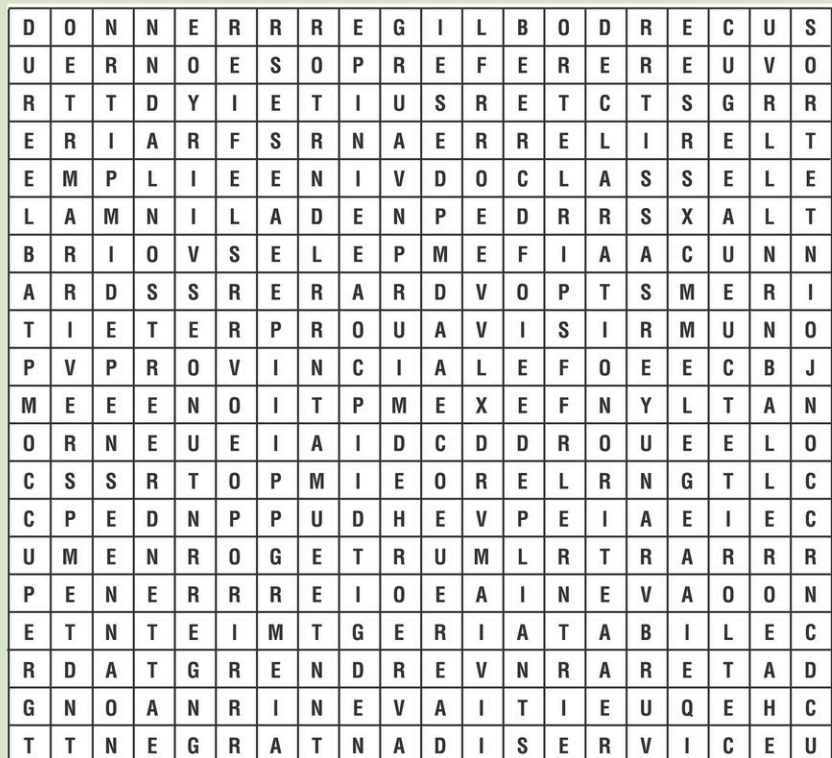 D O N N E R R R E G I L B O D R E C U S
U E R N O E S O P R E F E R E R E U V O
R T T D Y I E T I U S R E T C T S G R R
E R I A R F S R N A E R R E L I R E L T
E M P L I E E N I V D O C L A S S E L E
L A M N I L A D E N P E D R R S X A L T
B R I O V S E L E P M E F I A A C U N N
A R D S S R E R A R D V O P T S M E R I
T I E T E R P R O U A V I S I R M U N O
P V P R O V I N C I A L E F O E E C B J
M E E E N O I T P M E X E F N Y L T A N
O R N E U E I A I D C D D R O U E E L O
C S S R T O P M I E O R E L R N G T L C
C P E D N P P U D H E V P E I A E I E C
U M E N R O G E T R U M L R T R A R R R
P E N E R R R E I O E A I N E V A O O N
E T N T E I M T G E R I A T A B I L E C
R D A T G R E N D R E V N R A R E T A D
G N O A N R I N E V A I T I E U Q E H C
T T N E G R A T N A D I S E R V I C E U